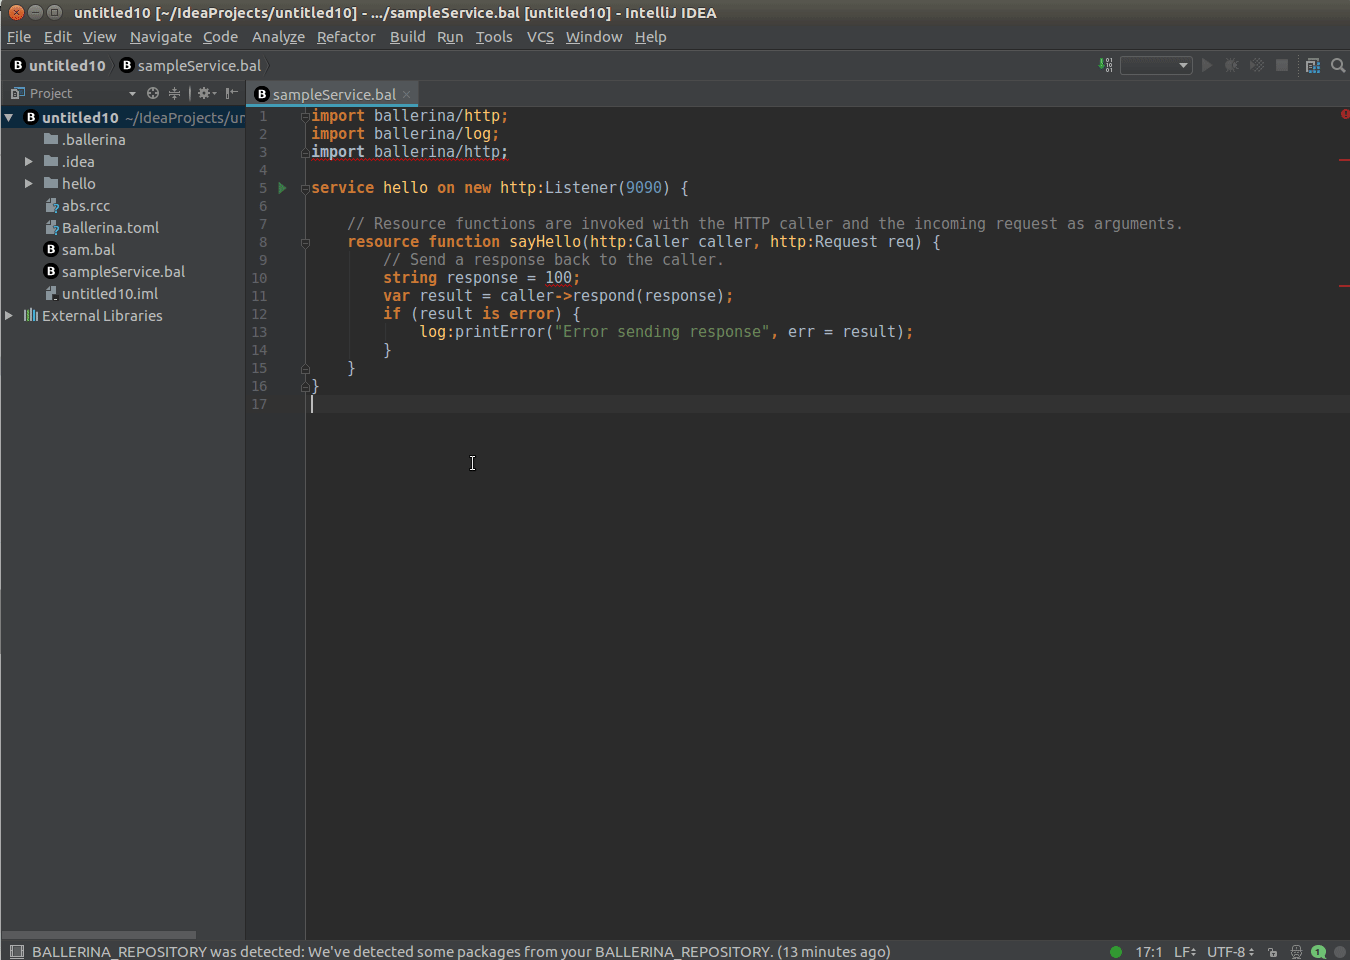 untitled10 [~/IdeaProjects/untitled10] - .../sampleService.bal [untitled10] - IntelliJ IDEA
File Edit View Navigate Code Analyze Refactor Build Run Tools VCS Window Help
B untitled10 B sampleService.bal
Project
B sampleService.bal
B untitled10 ~/IdeaProjects/un
.ballerina
.idea
hello
abs.rcc
Ballerina.toml
B sam.bal
B sampleService.bal
untitled10.iml
External Libraries
1 import ballerina/http;
2 import ballerina/log;
3 import ballerina/http;
4
5 service hello on new http:Listener(9090) {
6
7 // Resource functions are invoked with the HTTP caller and the incoming request as arguments.
8 resource function sayHello(http:Caller caller, http:Request req) {
9 // Send a response back to the caller.
10 string response = 100;
11 var result = caller->respond(response);
12 if (result is error) {
13 log:printError("Error sending response", err = result);
14 }
15 }
16 }
17
BALLERINA_REPOSITORY was detected: We've detected some packages from your BALLERINA_REPOSITORY. (13 minutes ago) 17:1 LF UTF-8 1